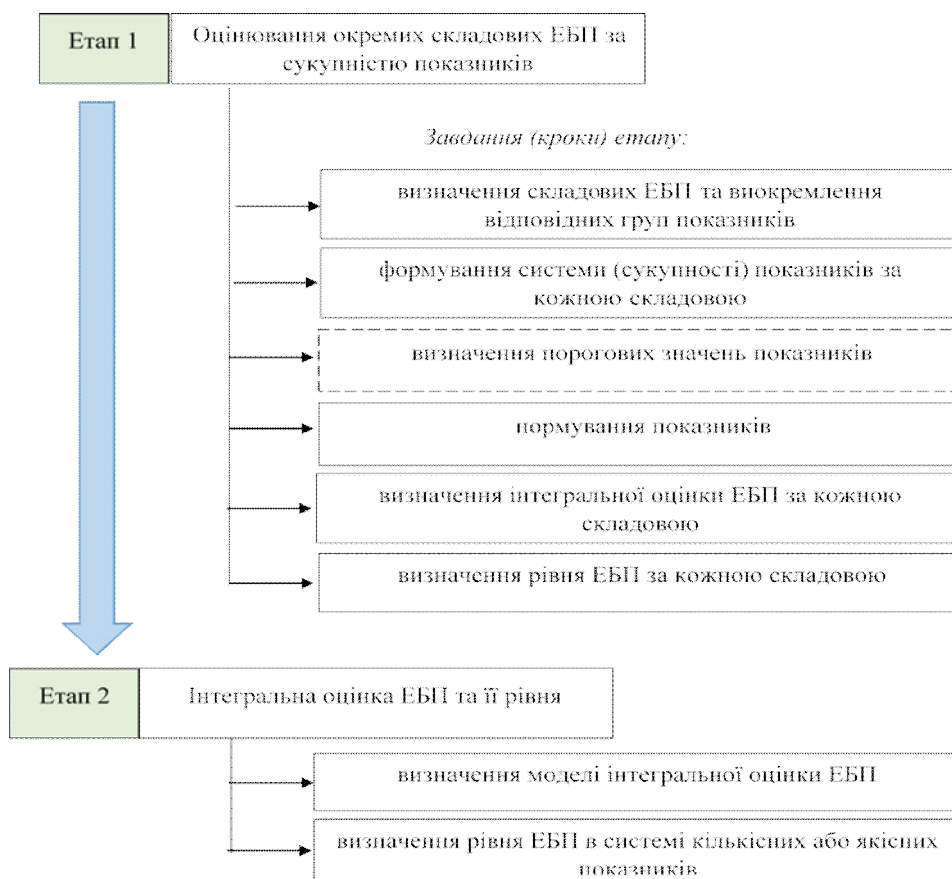 Етап 1
Оцінювання окремих складових ЕБП за
сукупністю показників
Завдання (кроки) етапу:
визначення складових ЕБП та виокремлення
відповідних груп показників
формування системи (сукупності) показників за
кожною складовою
визначення порогових значень показників
нормування показників
визначення інтегральної оцінки ЕБП за кожною
складовою
визначення рівня ЕБП за кожною складовою
Етап 2
Інтегральна оцінка ЕБП та її рівня
визначення моделі інтегральної оцінки ЕБП
визначення рівня ЕБП в системі кількісних або якісних
показників